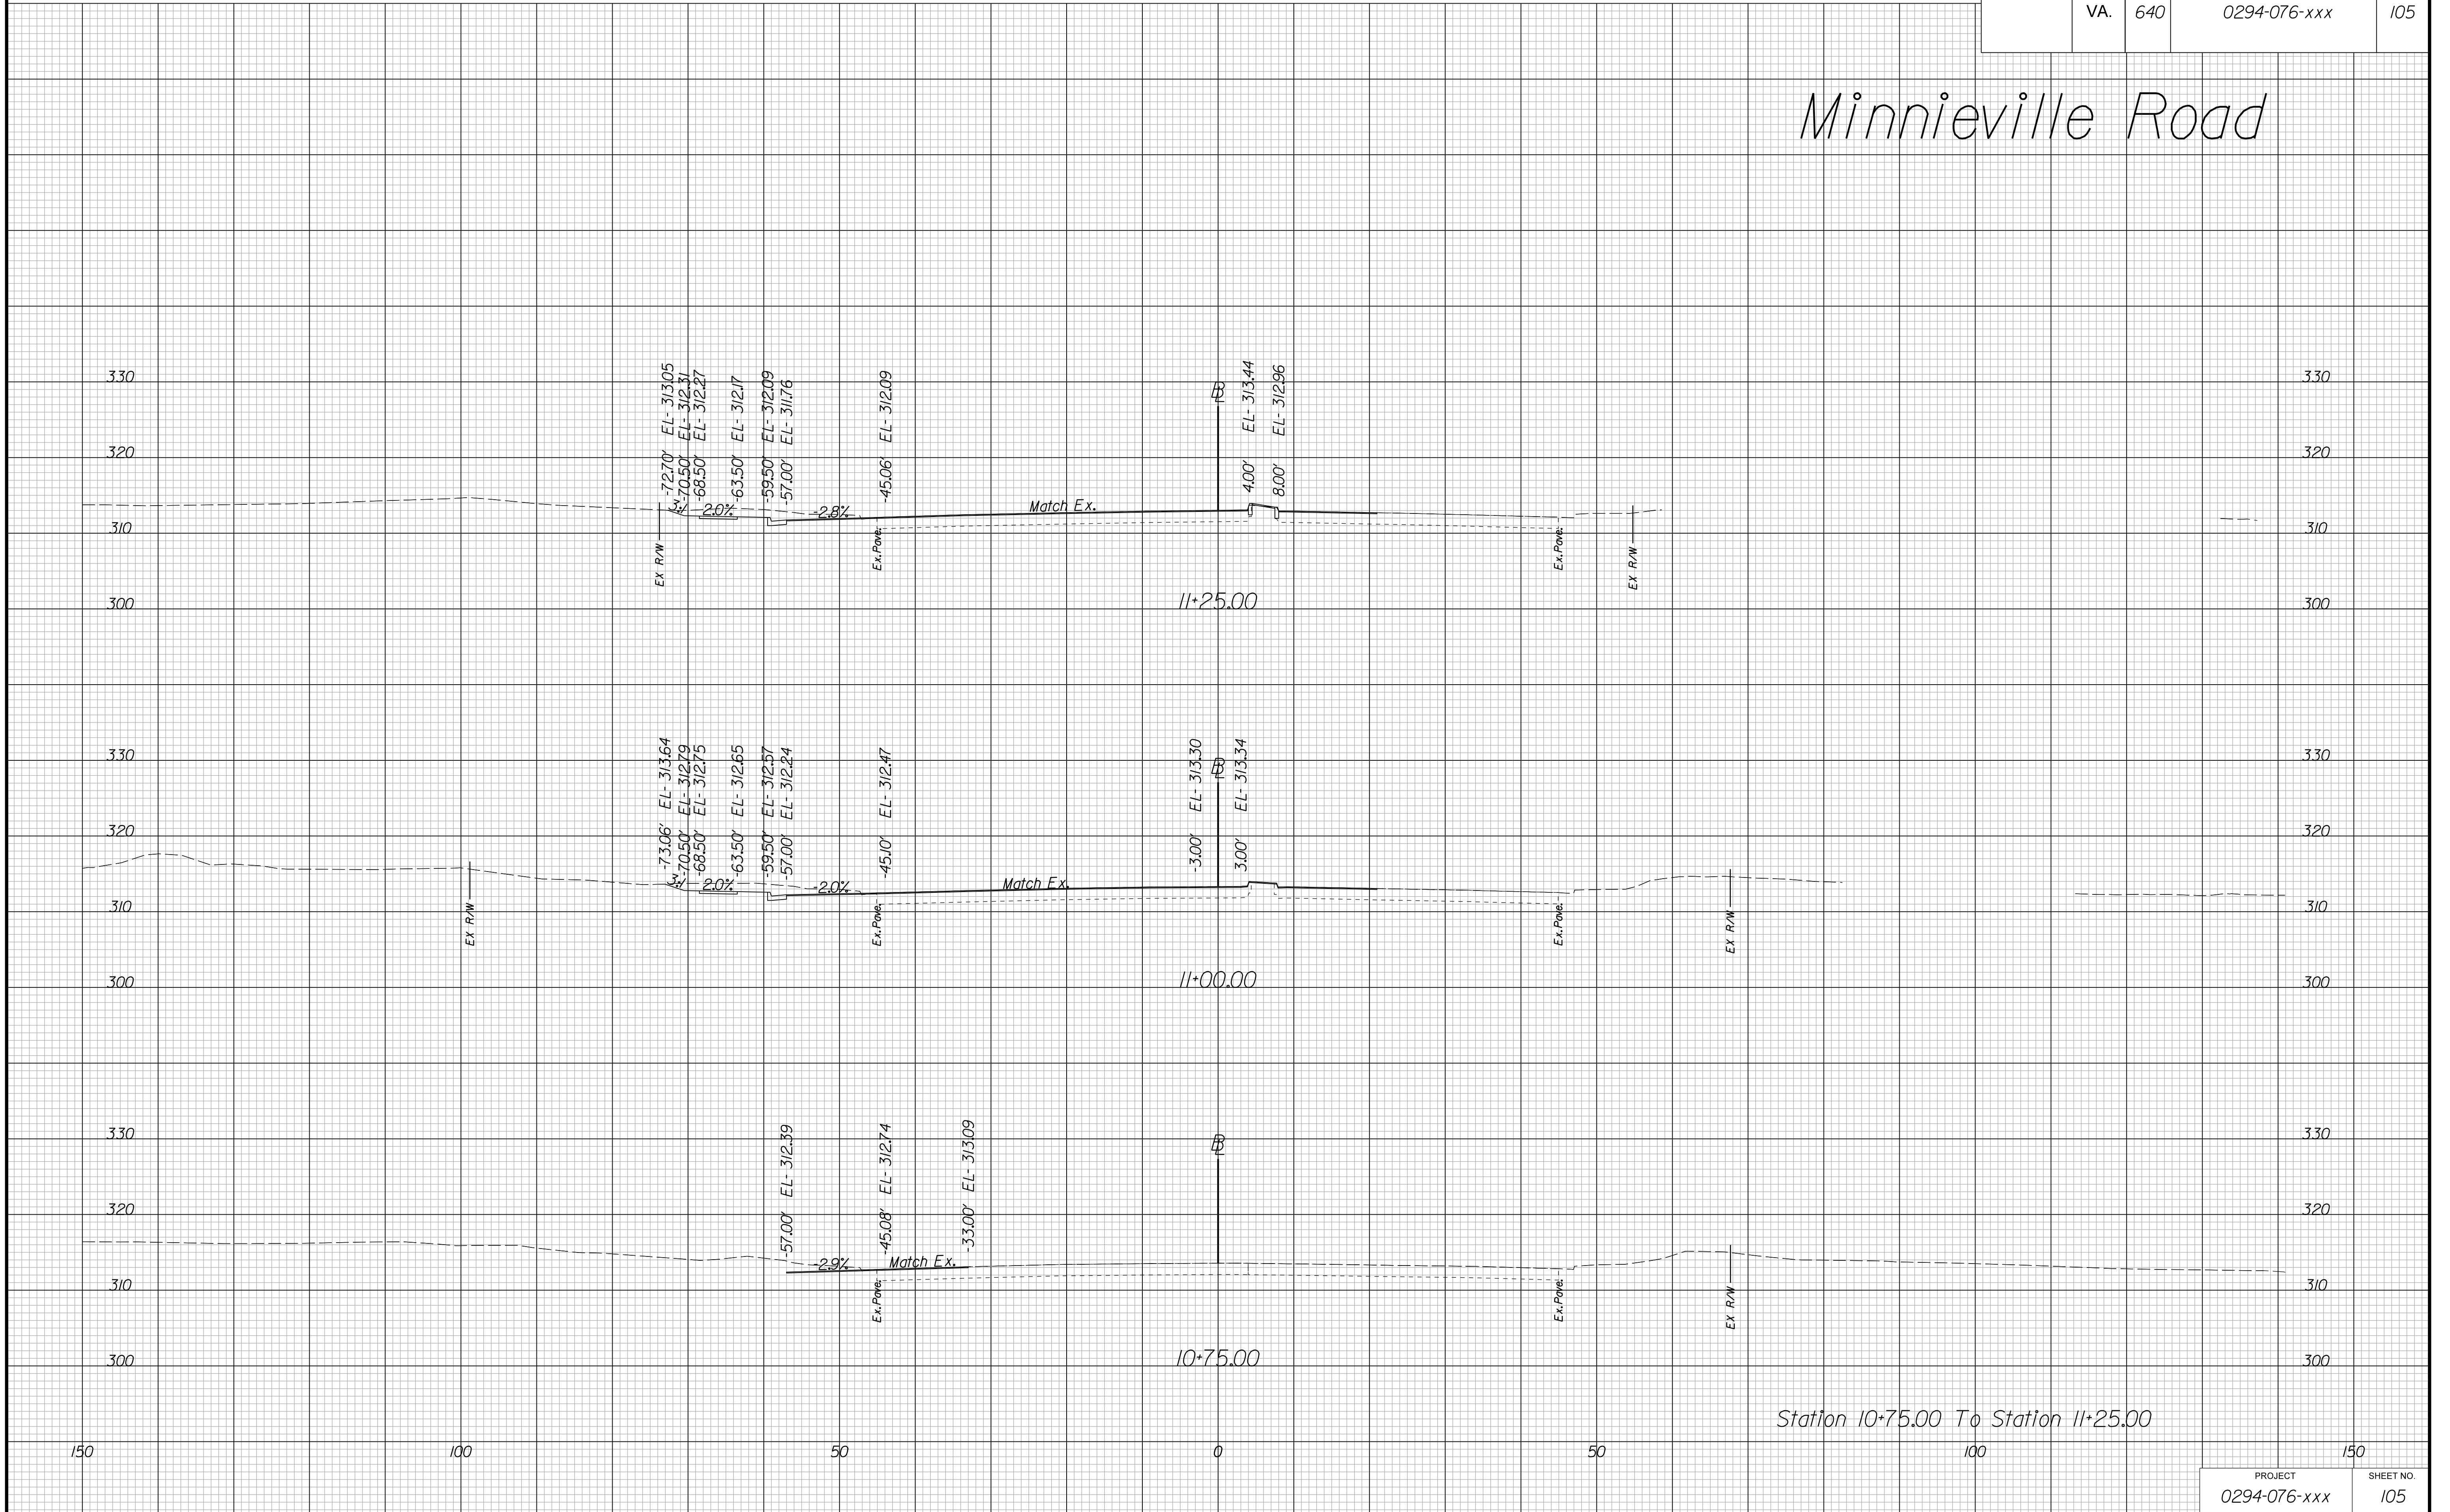 VA. 640 0294-076-xxx 105
Minnieville Road
-72.70' EL- 313.05
-70.50' EL- 312.31
-68.50' EL- 312.27
-63.50' EL- 312.17
-59.50' EL- 312.09
-57.00' EL- 311.76
-45.06' EL- 312.09
BL
4.00' EL- 313.44
8.00' EL- 312.96
330 330
320 320
3:1 2.0% -2.8% Match Ex.
310 310
EX R/W Ex.Pave. Ex.Pave. EX R/W
300 11+25.00 300
-73.06' EL- 313.64
-70.50' EL- 312.79
-68.50' EL- 312.75
-63.50' EL- 312.65
-59.50' EL- 312.57
-57.00' EL- 312.24
-45.10' EL- 312.47
-3.00' EL- 313.30
BL
3.00' EL- 313.34
330 330
320 320
3:1 2.0% -2.0% Match Ex.
310 310
EX R/W Ex.Pave. Ex.Pave. EX R/W
300 11+00.00 300
-57.00' EL- 312.39
-45.08' EL- 312.74
-33.00' EL- 313.09
BL
330 330
320 320
-2.9% Match Ex.
310 310
Ex.Pave. Ex.Pave. EX R/W
300 10+75.00 300
Station 10+75.00 To Station 11+25.00
150 100 50 0 50 100 150
PROJECT SHEET NO.
0294-076-xxx 105